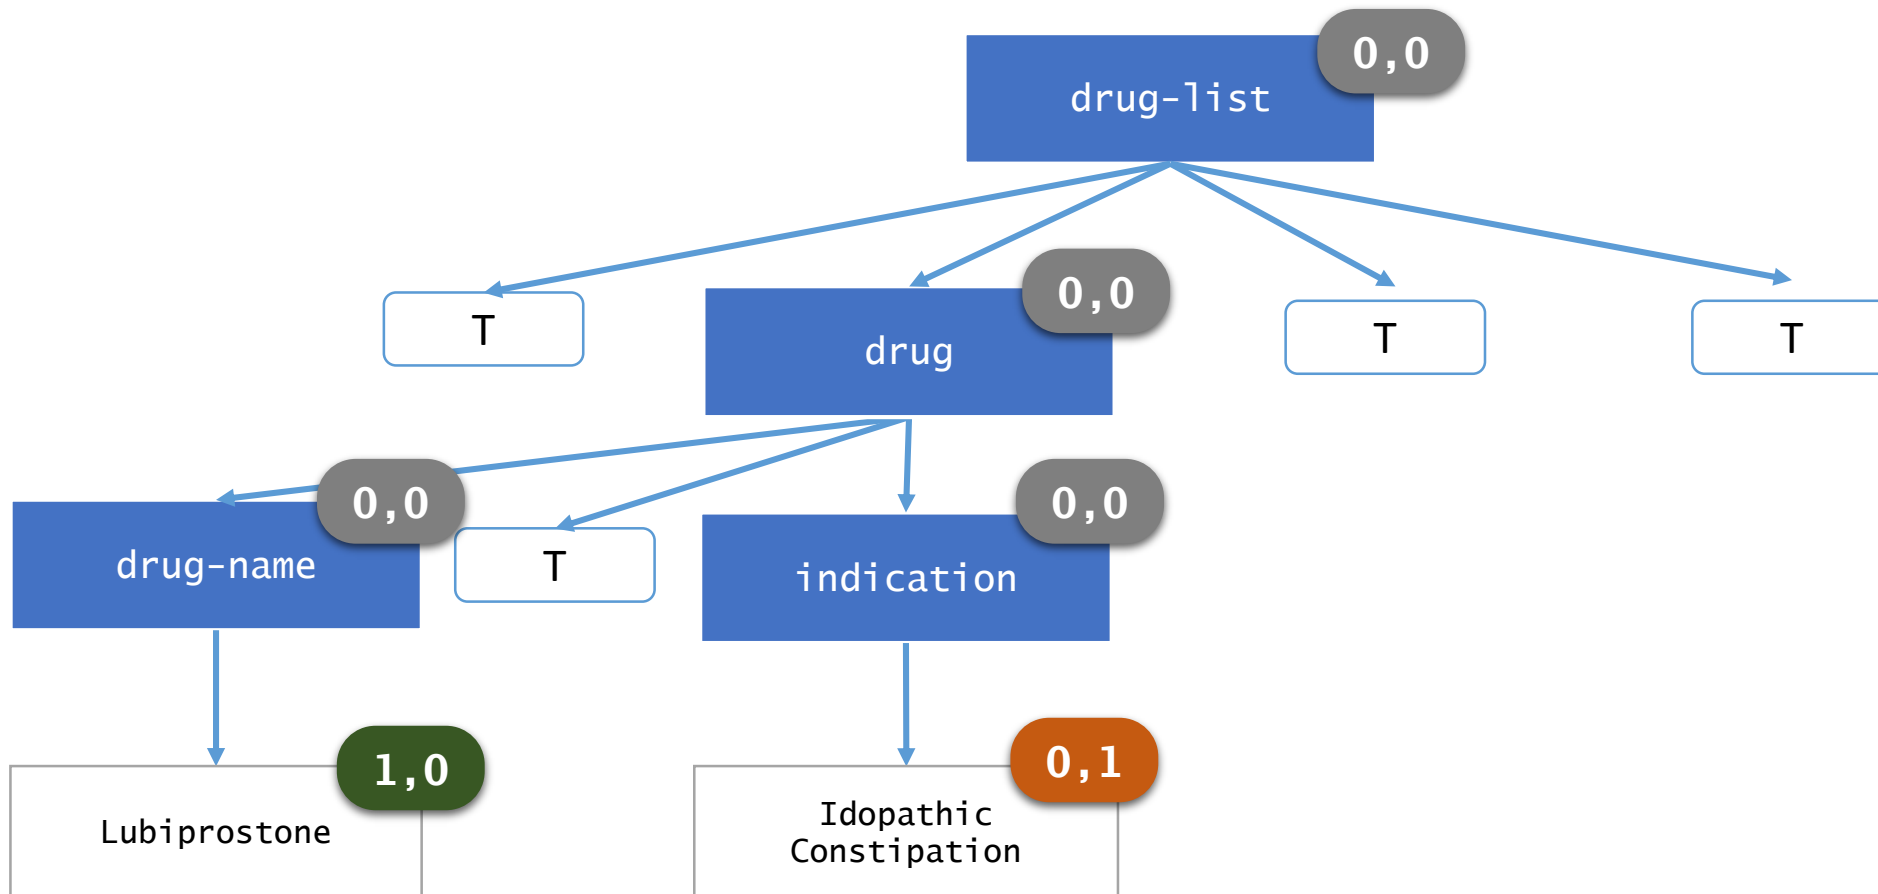 0,0
drug-list
T
drug
0,0
T
T
drug-name
0,0
T
indication
0,0
Lubiprostone
1,0
Idopathic
Constipation
0,1